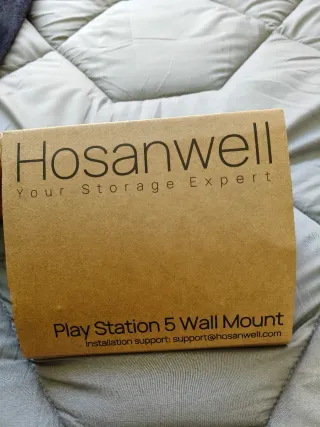 Hosanwell
Your Storage Expert
Play Station 5 Wall Mount
Installation support: support@hosanwell.com